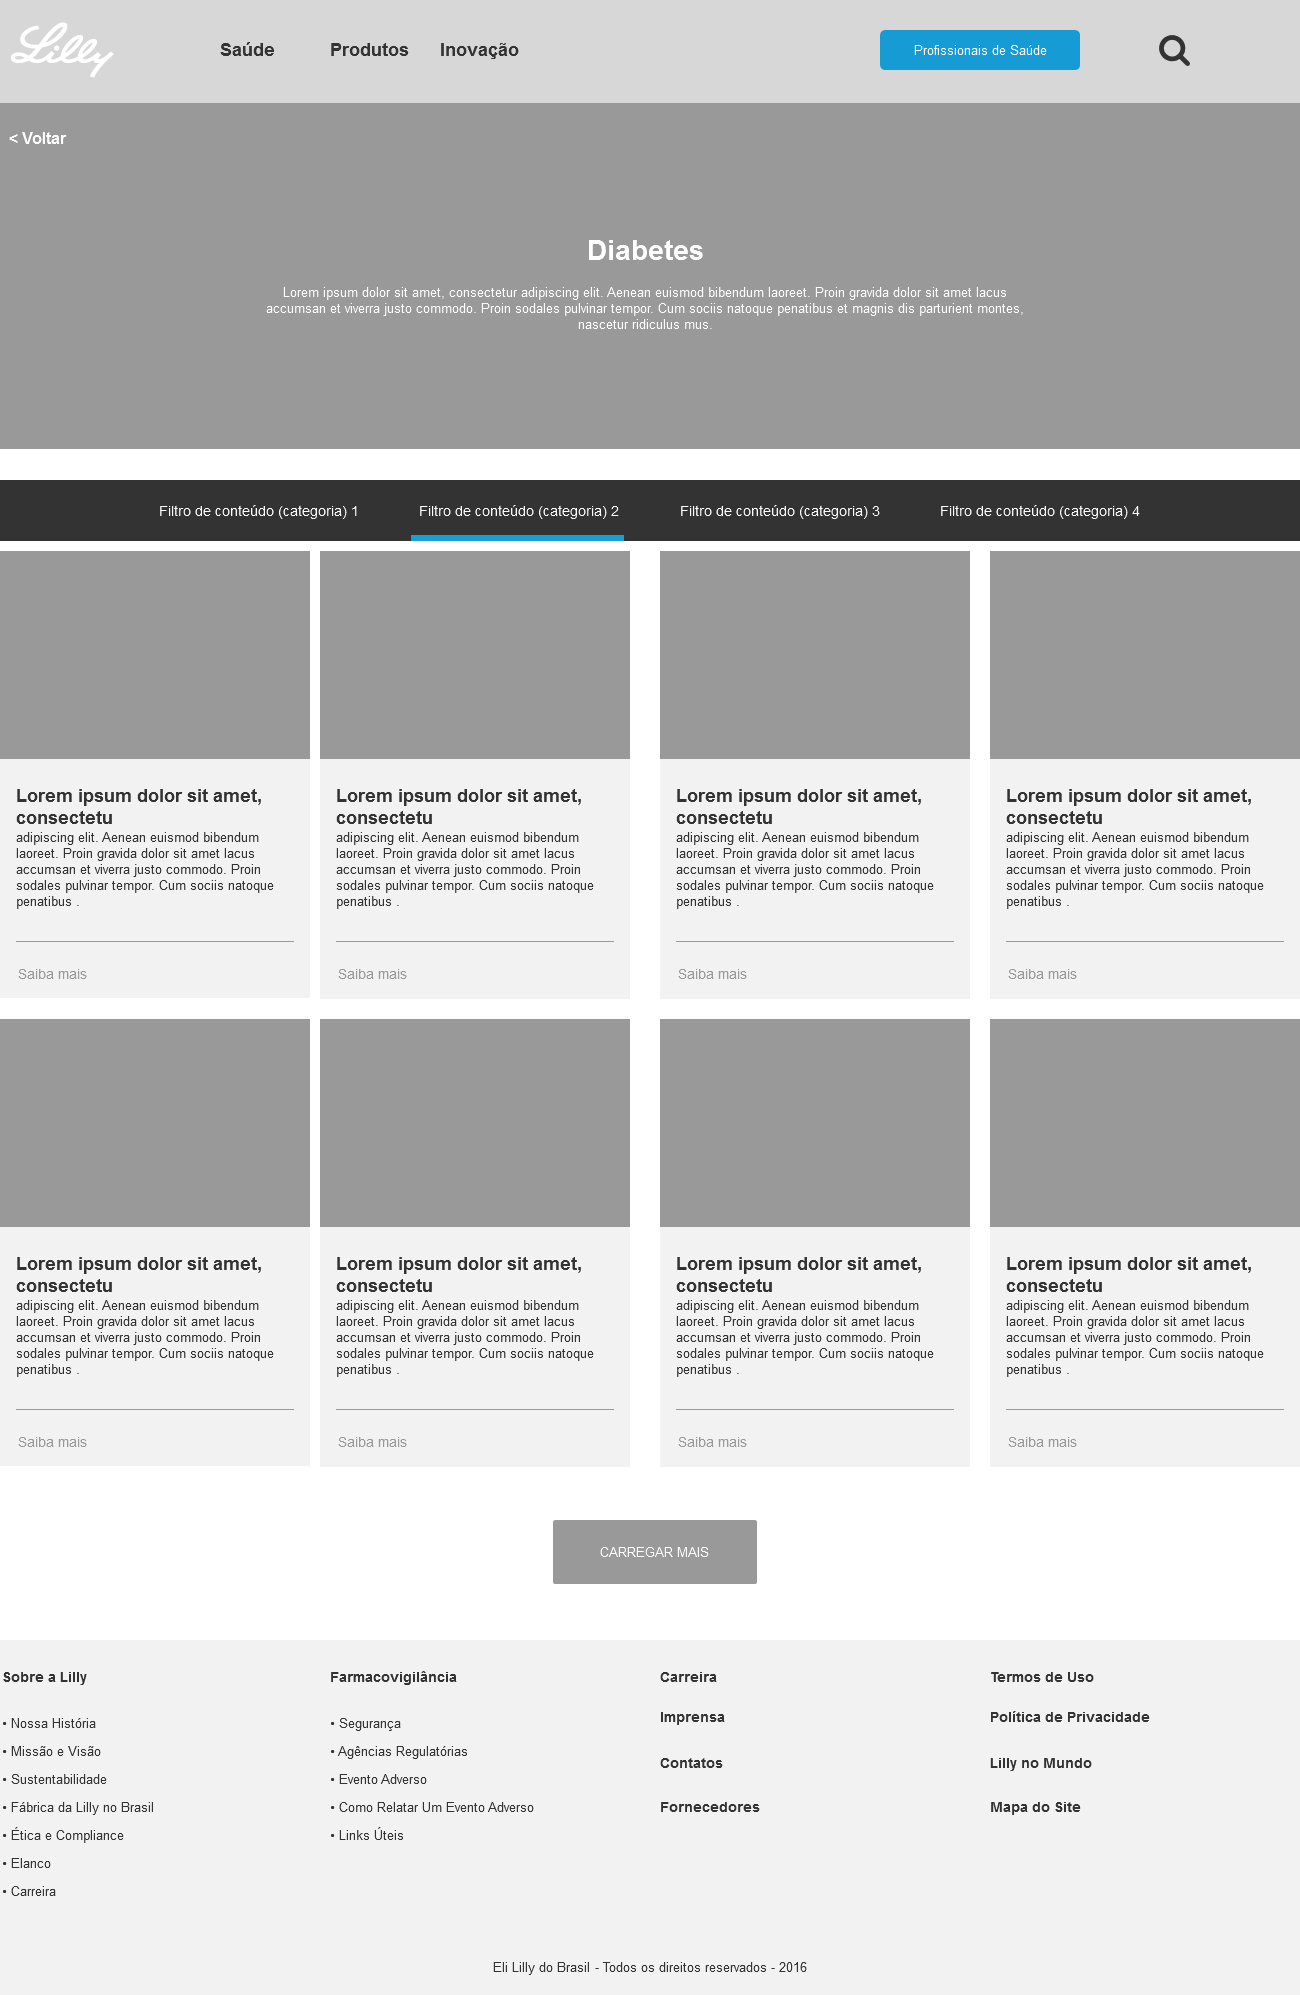 Lilly
Saúde
Produtos
Inovação
Profissionais de Saúde
< Voltar
Diabetes
Lorem ipsum dolor sit amet, consectetur adipiscing elit. Aenean euismod bibendum laoreet. Proin gravida dolor sit amet lacus
accumsan et viverra justo commodo. Proin sodales pulvinar tempor. Cum sociis natoque penatibus et magnis dis parturient montes,
nascetur ridiculus mus.
Filtro de conteúdo (categoria) 1
Filtro de conteúdo (categoria) 2
Filtro de conteúdo (categoria) 3
Filtro de conteúdo (categoria) 4
Lorem ipsum dolor sit amet,
consectetu
adipiscing elit. Aenean euismod bibendum
laoreet. Proin gravida dolor sit amet lacus
accumsan et viverra justo commodo. Proin
sodales pulvinar tempor. Cum sociis natoque
penatibus .
Saiba mais
Lorem ipsum dolor sit amet,
consectetu
adipiscing elit. Aenean euismod bibendum
laoreet. Proin gravida dolor sit amet lacus
accumsan et viverra justo commodo. Proin
sodales pulvinar tempor. Cum sociis natoque
penatibus .
Saiba mais
Lorem ipsum dolor sit amet,
consectetu
adipiscing elit. Aenean euismod bibendum
laoreet. Proin gravida dolor sit amet lacus
accumsan et viverra justo commodo. Proin
sodales pulvinar tempor. Cum sociis natoque
penatibus .
Saiba mais
Lorem ipsum dolor sit amet,
consectetu
adipiscing elit. Aenean euismod bibendum
laoreet. Proin gravida dolor sit amet lacus
accumsan et viverra justo commodo. Proin
sodales pulvinar tempor. Cum sociis natoque
penatibus .
Saiba mais
Lorem ipsum dolor sit amet,
consectetu
adipiscing elit. Aenean euismod bibendum
laoreet. Proin gravida dolor sit amet lacus
accumsan et viverra justo commodo. Proin
sodales pulvinar tempor. Cum sociis natoque
penatibus .
Saiba mais
Lorem ipsum dolor sit amet,
consectetu
adipiscing elit. Aenean euismod bibendum
laoreet. Proin gravida dolor sit amet lacus
accumsan et viverra justo commodo. Proin
sodales pulvinar tempor. Cum sociis natoque
penatibus .
Saiba mais
Lorem ipsum dolor sit amet,
consectetu
adipiscing elit. Aenean euismod bibendum
laoreet. Proin gravida dolor sit amet lacus
accumsan et viverra justo commodo. Proin
sodales pulvinar tempor. Cum sociis natoque
penatibus .
Saiba mais
Lorem ipsum dolor sit amet,
consectetu
adipiscing elit. Aenean euismod bibendum
laoreet. Proin gravida dolor sit amet lacus
accumsan et viverra justo commodo. Proin
sodales pulvinar tempor. Cum sociis natoque
penatibus .
Saiba mais
CARREGAR MAIS
Sobre a Lilly
• Nossa História
• Missão e Visão
• Sustentabilidade
• Fábrica da Lilly no Brasil
• Ética e Compliance
• Elanco
• Carreira
Farmacovigilância
• Segurança
• Agências Regulatórias
• Evento Adverso
• Como Relatar Um Evento Adverso
• Links Úteis
Carreira
Imprensa
Contatos
Fornecedores
Termos de Uso
Política de Privacidade
Lilly no Mundo
Mapa do Site
Eli Lilly do Brasil - Todos os direitos reservados - 2016